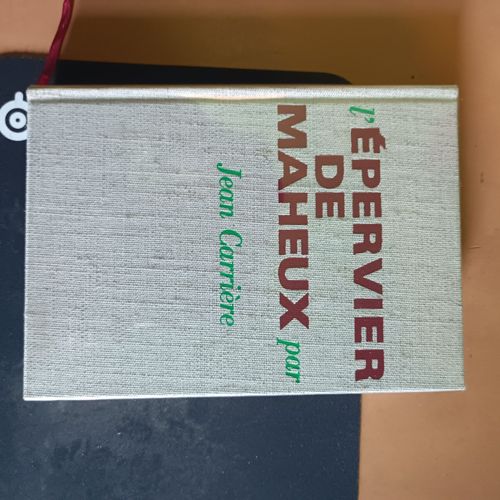 l'ÉPERVIER
DE
MAHEUX par
Jean Carrière